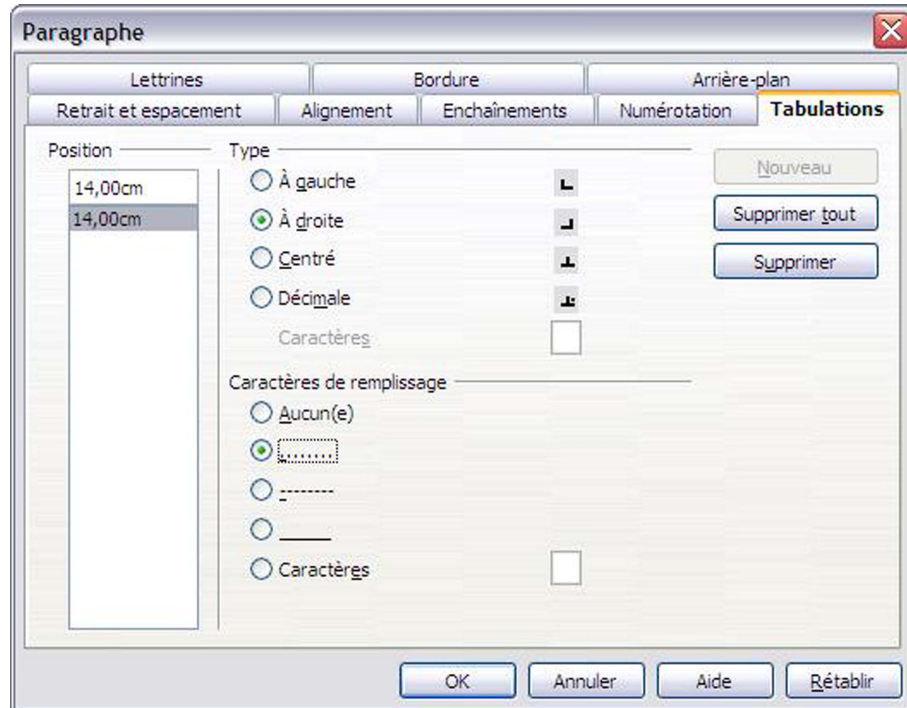 Paragraphe
Lettrines Bordure Arrière-plan
Retrait et espacement Alignement Enchaînements Numérotation Tabulations
Position
14,00cm
14,00cm
Type
À gauche
À droite
Centré
Décimale
Caractères
Caractères de remplissage
Aucun(e)
........
--------
_____
Caractères
Nouveau
Supprimer tout
Supprimer
OK Annuler Aide Rétablir